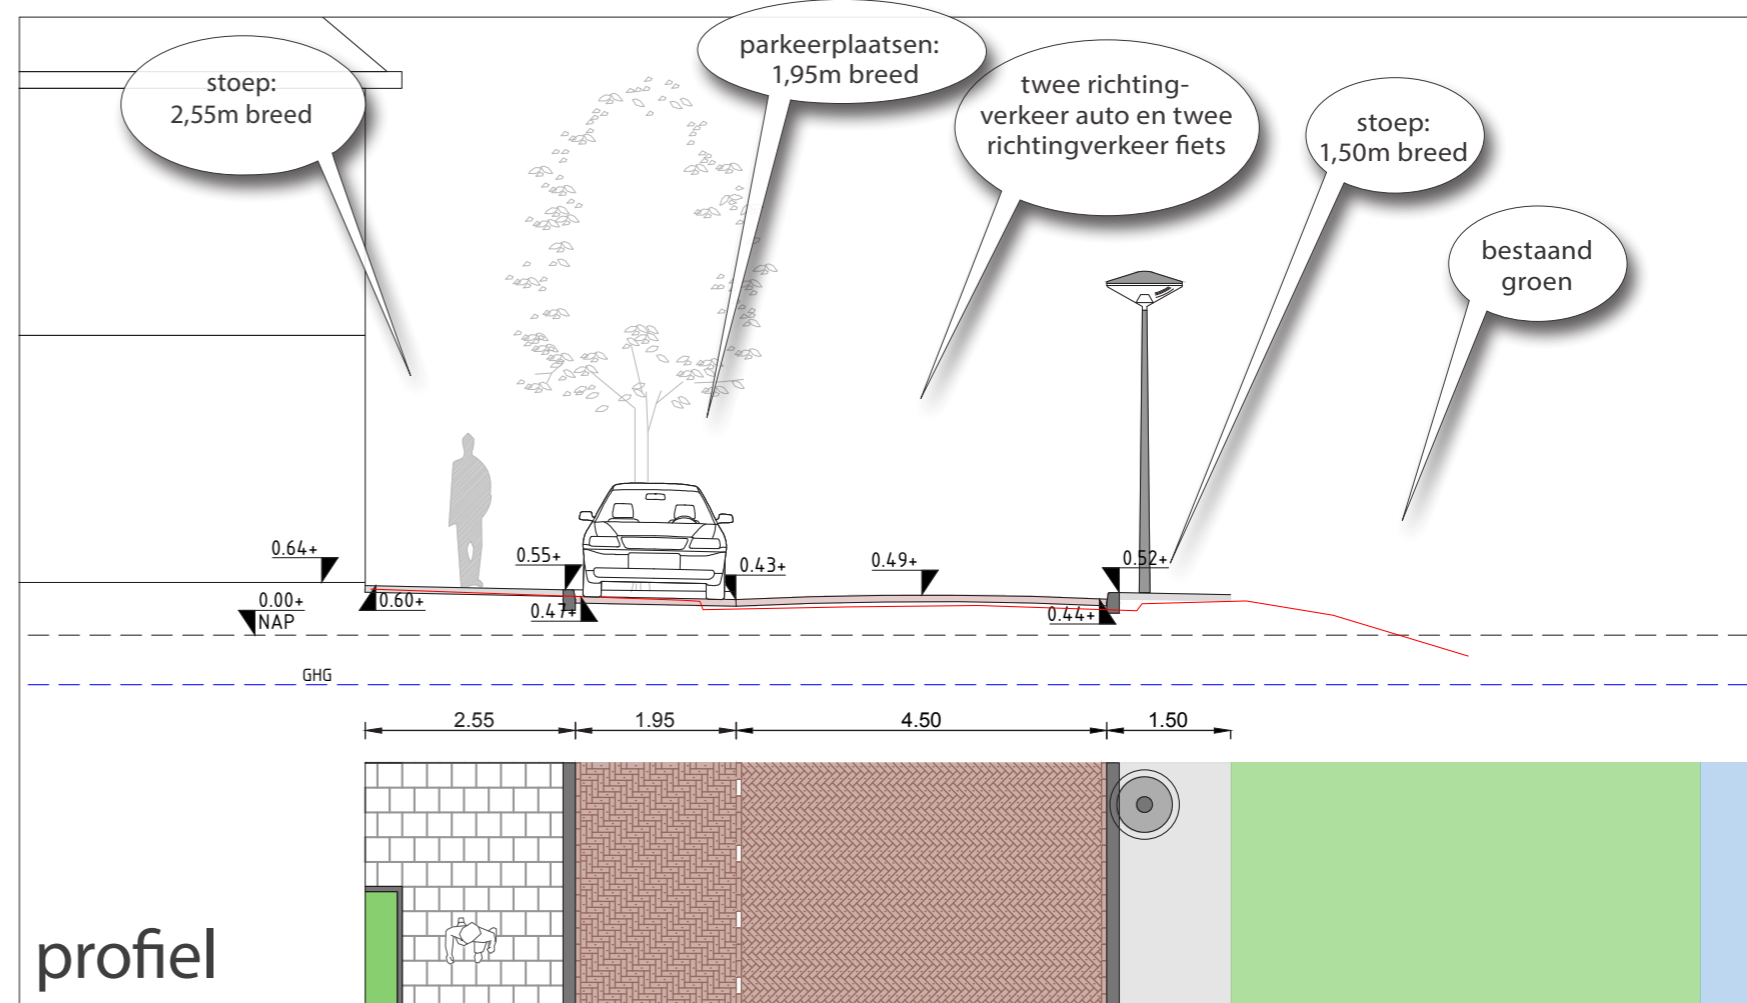 stoep:
2,55m breed
parkeerplaatsen:
1,95m breed
twee richting-
verkeer auto en twee
richtingverkeer fiets
stoep:
1,50m breed
bestaand
groen
0.64+
0.60+
0.55+
0.47+
0.43+
0.49+
0.52+
0.44+
0.00+
NAP
GHG
2.55
1.95
4.50
1.50
profiel